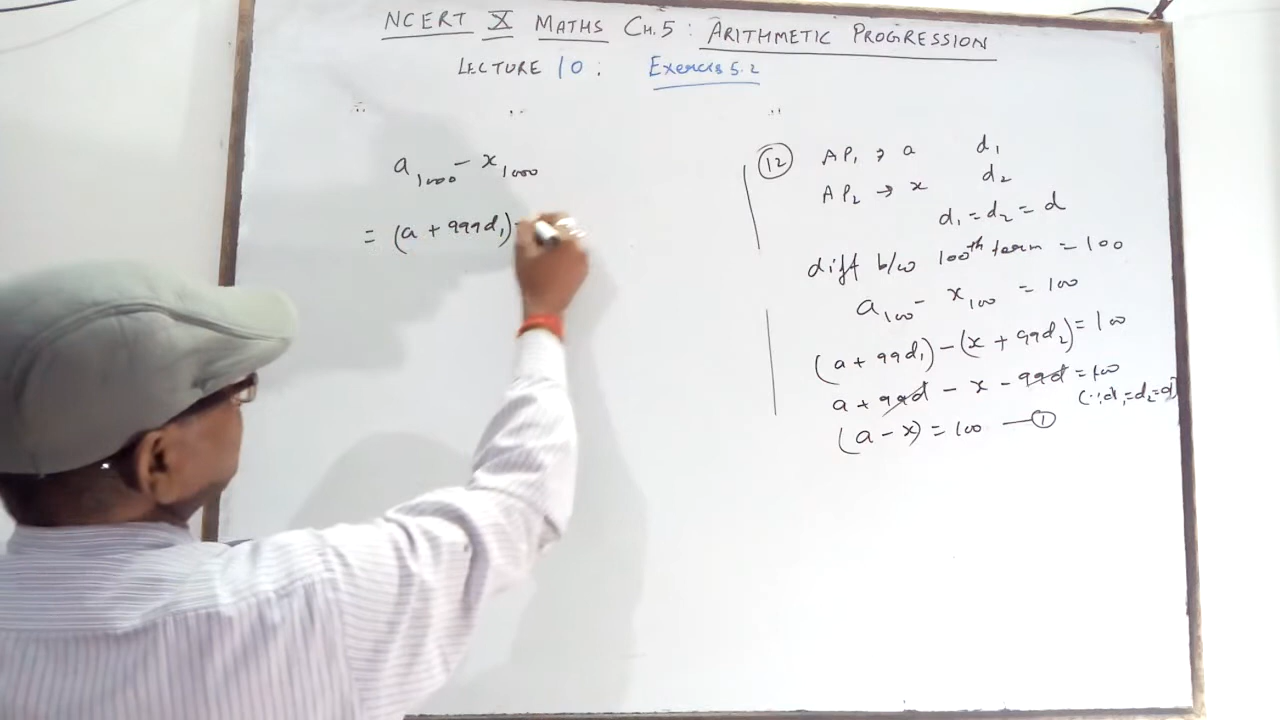 NCERT X MATHS CH.5 : ARITHMETIC PROGRESSION
LECTURE 10 : Exercis 5.2
a₁₀₀₀ - x₁₀₀₀
= (a + 999d₁) -
(12) AP₁ → a d₁
AP₂ → x d₂
d₁ = d₂ = d
diff b/w 100th term = 100
a₁₀₀ - x₁₀₀ = 100
(a + 99d₁) - (x + 99d₂) = 100
a + 99d - x - 99d = 100
(∵ d₁ = d₂ = d)
(a - x) = 100 — (1)